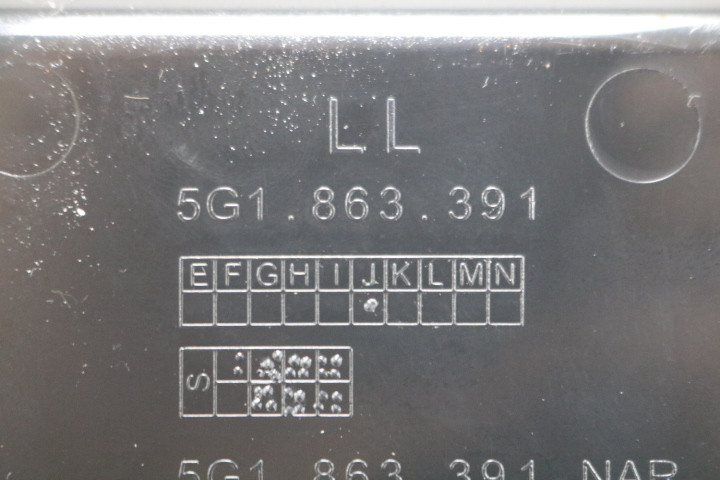 LL
5G1.863.391
E F G H I J K L M N
S
5G1.863.391 NAR